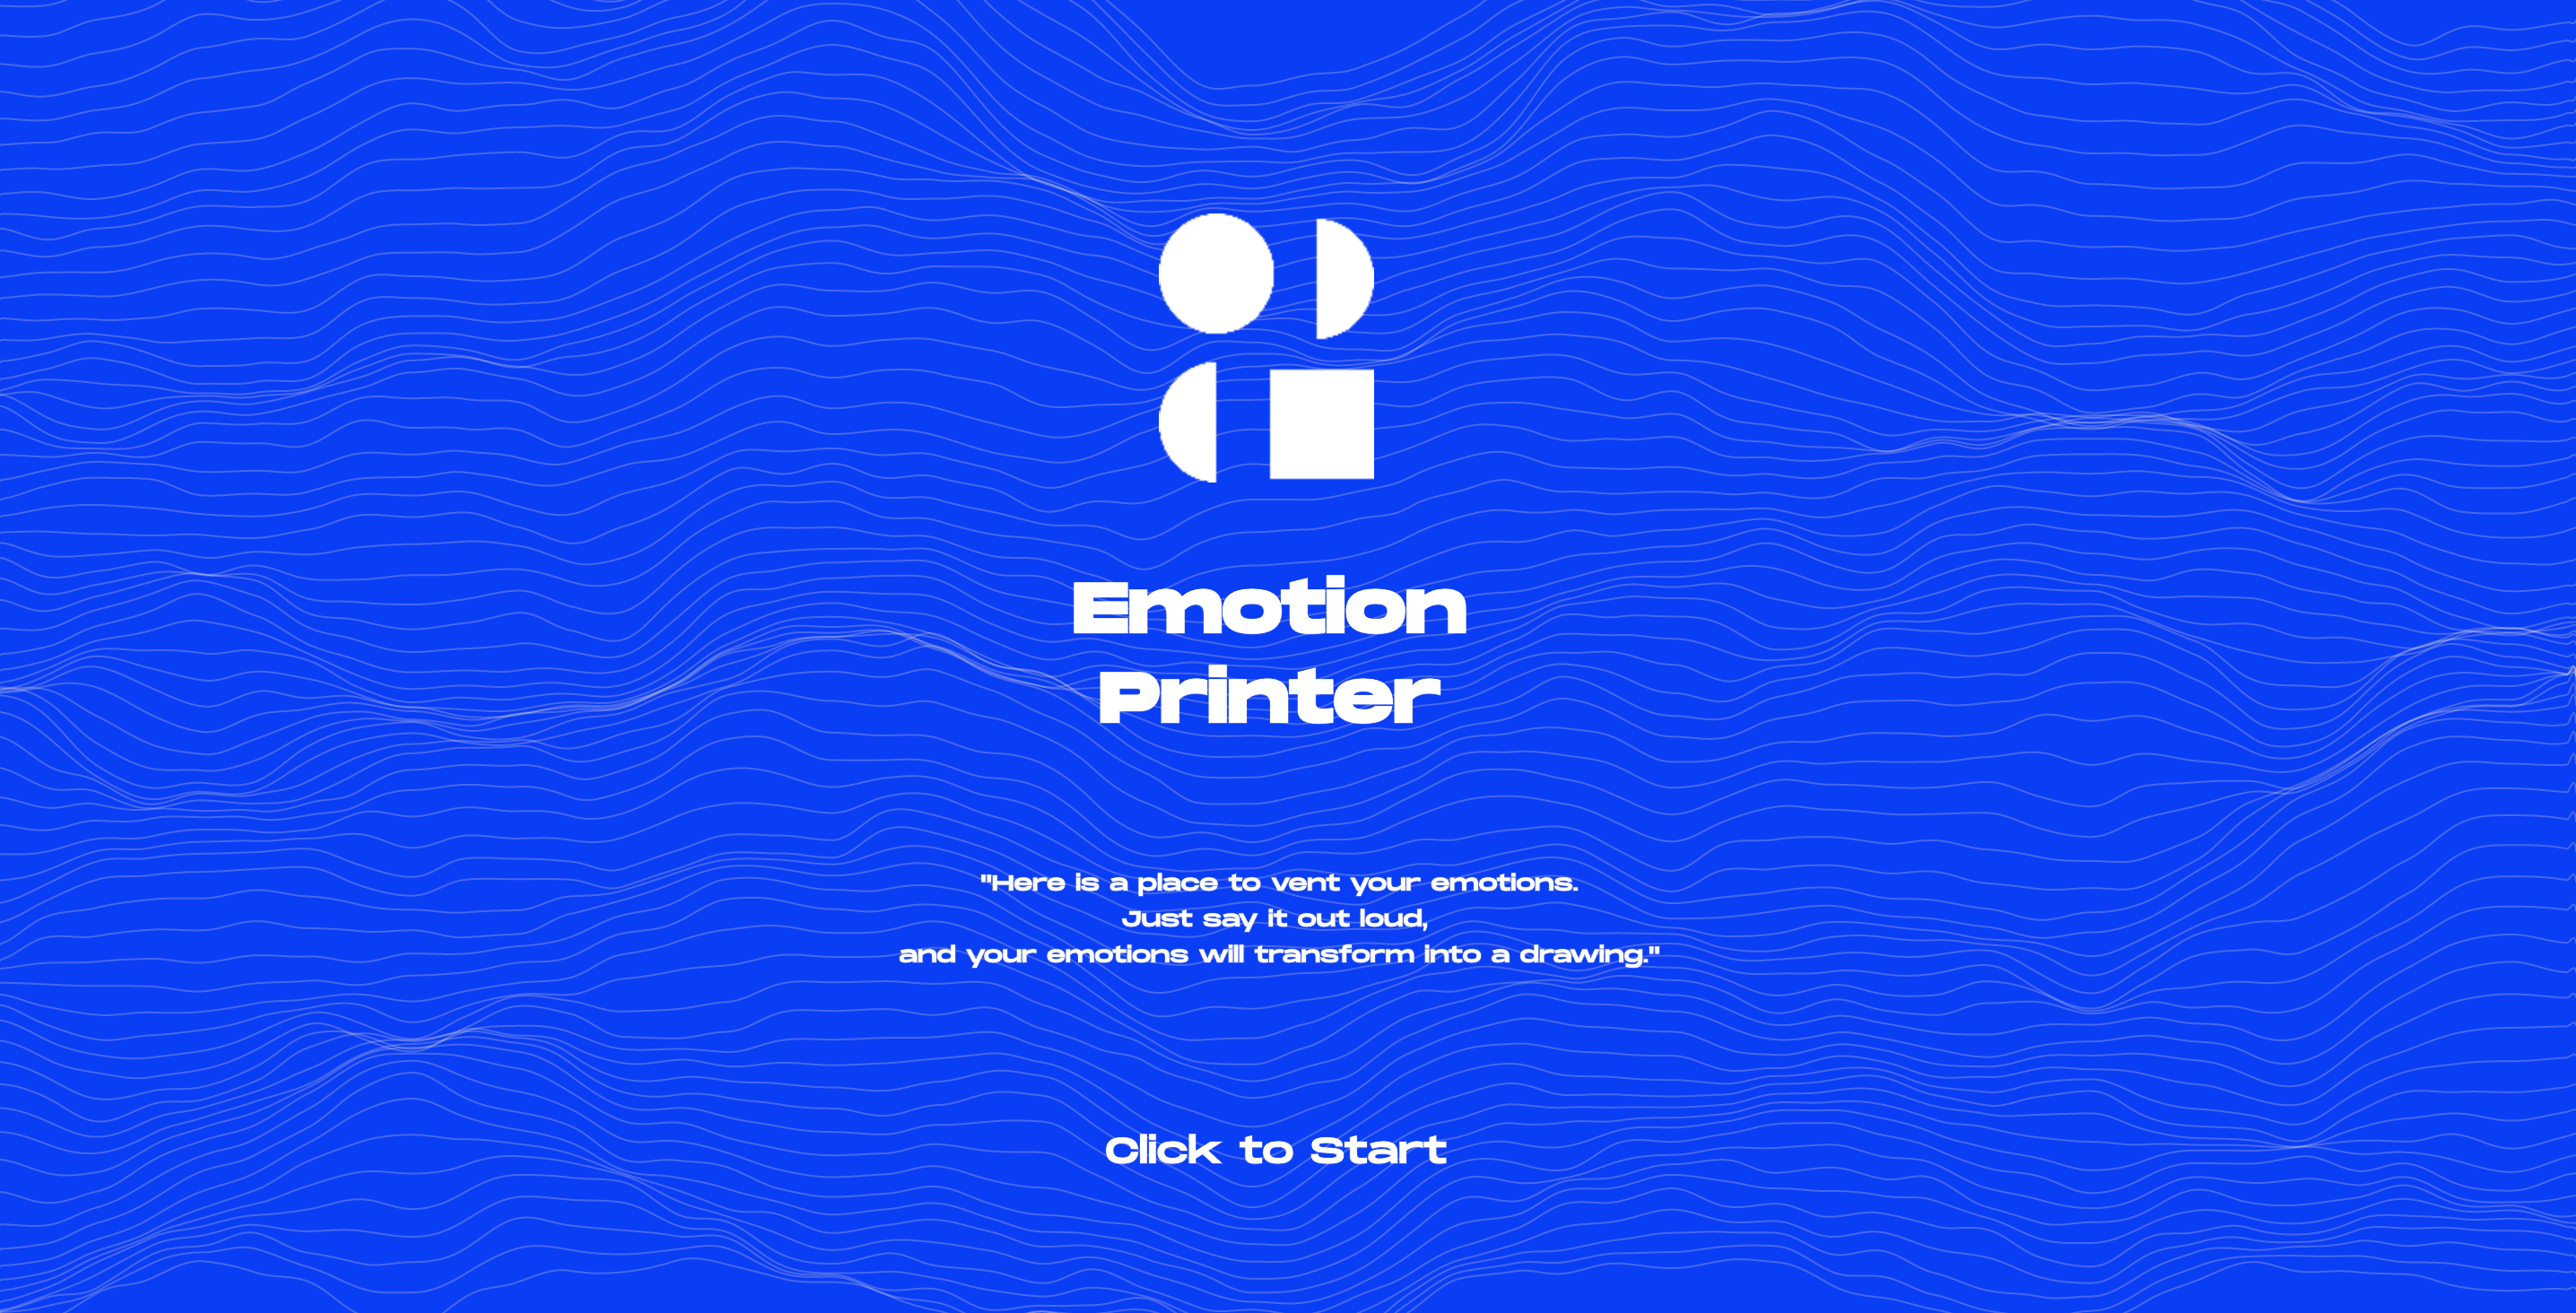 Emotion
Printer
"Here is a place to vent your emotions.
Just say it out loud,
and your emotions will transform into a drawing."
Click to Start